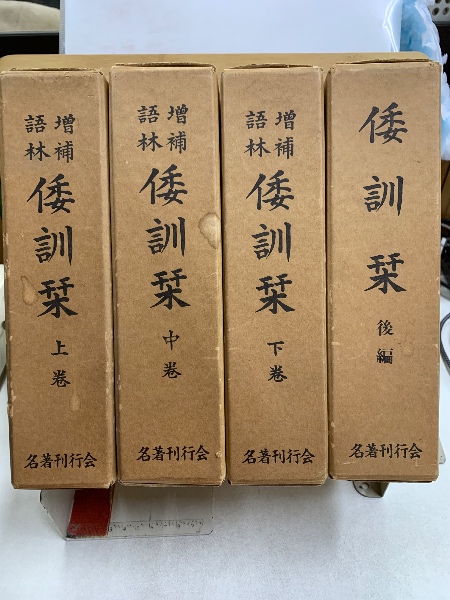 増補
語林
倭訓栞
上巻
名著刊行会
増補
語林
倭訓栞
中巻
名著刊行会
増補
語林
倭訓栞
下巻
名著刊行会
倭訓栞
後編
名著刊行会